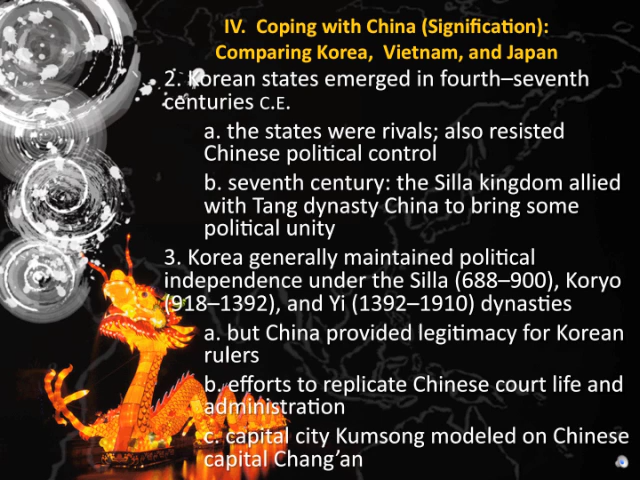 IV.  Coping with China (Signification):
Comparing Korea,  Vietnam, and Japan
2. Korean states emerged in fourth–seventh
centuries C.E.
a. the states were rivals; also resisted
Chinese political control
b. seventh century: the Silla kingdom allied
with Tang dynasty China to bring some
political unity
3. Korea generally maintained political
independence under the Silla (688–900), Koryo
(918–1392), and Yi (1392–1910) dynasties
a. but China provided legitimacy for Korean
rulers
b. efforts to replicate Chinese court life and
administration
c. capital city Kumsong modeled on Chinese
capital Chang’an